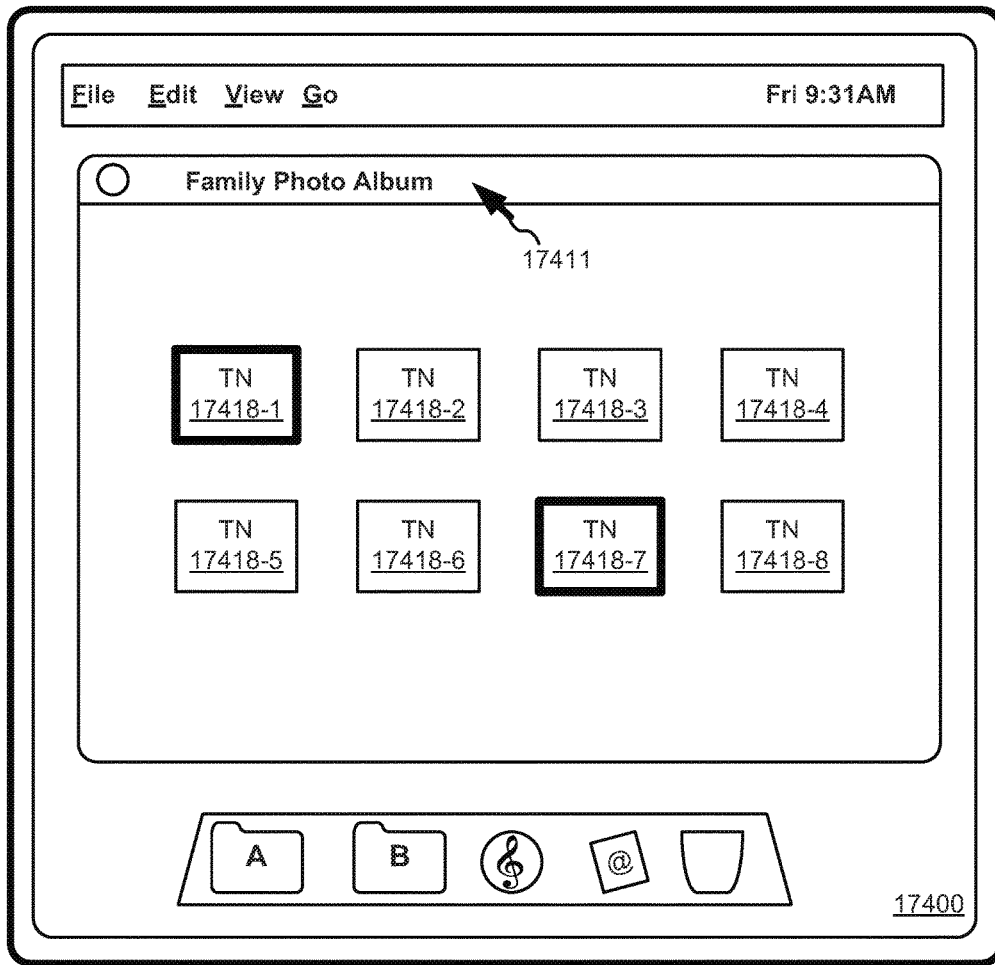 File Edit View Go Fri 9:31AM
Family Photo Album
17411
TN TN TN TN
17418-1 17418-2 17418-3 17418-4
TN TN TN TN
17418-5 17418-6 17418-7 17418-8
A B @
17400